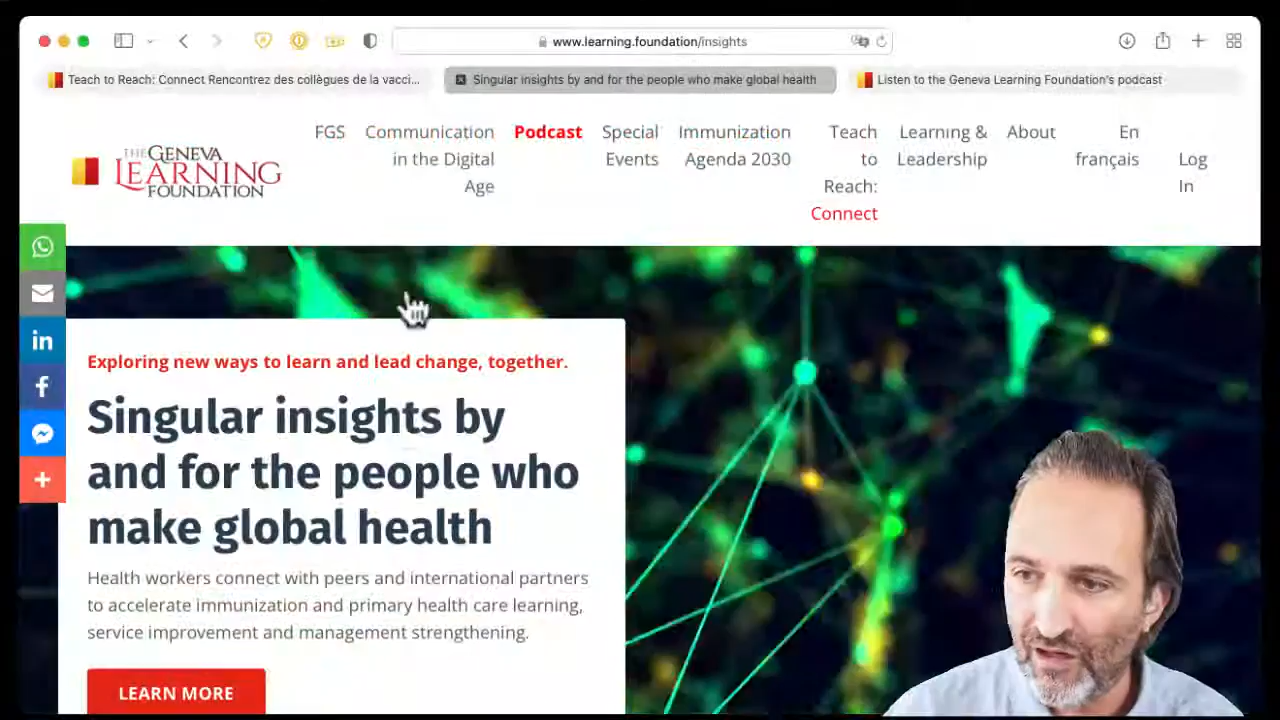 www.learning.foundation/insights
Teach to Reach: Connect Rencontrez des collègues de la vacci...
Singular insights by and for the people who make global health
Listen to the Geneva Learning Foundation's podcast
THE GENEVA
LEARNING
FOUNDATION
FGS
Communication
in the Digital
Age
Podcast
Special
Events
Immunization
Agenda 2030
Teach
to
Reach:
Connect
Learning &
Leadership
About
En
français
Log
In
Exploring new ways to learn and lead change, together.
Singular insights by
and for the people who
make global health
Health workers connect with peers and international partners
to accelerate immunization and primary health care learning,
service improvement and management strengthening.
LEARN MORE